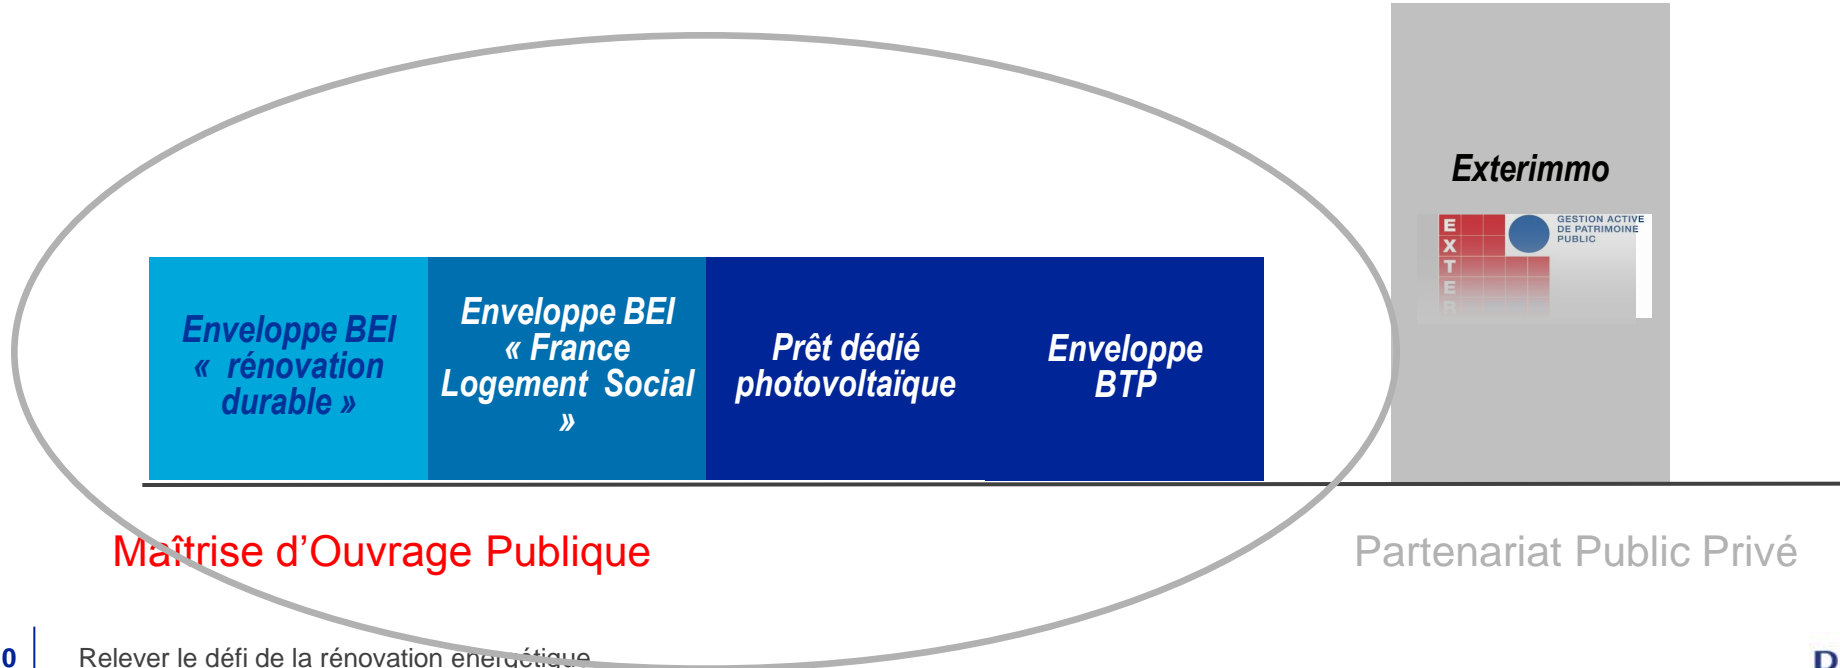 Exterimmo
GESTION ACTIVE
DE PATRIMOINE
PUBLIC
E
X
T
E
R
Enveloppe BEI
« rénovation
durable »
Enveloppe BEI
« France
Logement Social
»
Prêt dédié
photovoltaïque
Enveloppe
BTP
Maîtrise d'Ouvrage Publique
Partenariat Public Privé
0
Relever le défi de la rénovation énergétique